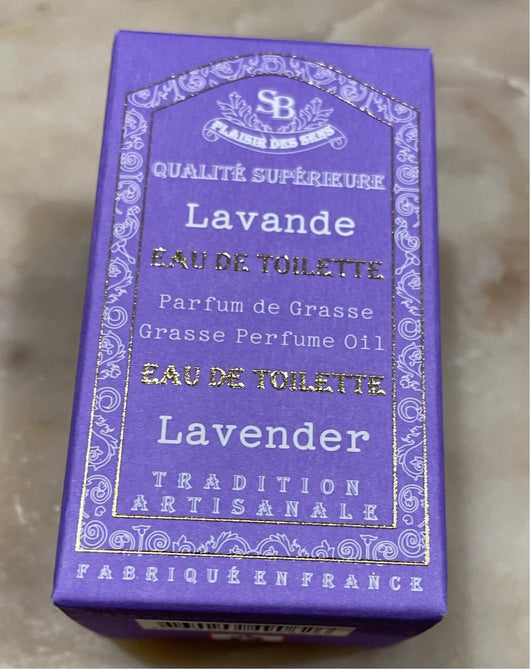 SB
PLAISIR DES SENS
QUALITÉ SUPÉRIEURE
Lavande
EAU DE TOILETTE
Parfum de Grasse
Grasse Perfume Oil
EAU DE TOILETTE
Lavender
TRADITION
ARTISANALE
FABRIQUÉ EN FRANCE